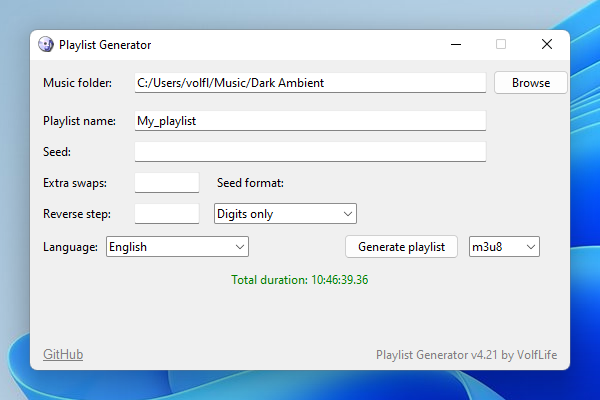 Playlist Generator
Music folder: C:/Users/volfl/Music/Dark Ambient Browse
Playlist name: My_playlist
Seed:
Extra swaps: Seed format:
Reverse step: Digits only
Language: English Generate playlist m3u8
Total duration: 10:46:39.36
GitHub Playlist Generator v4.21 by VolfLife